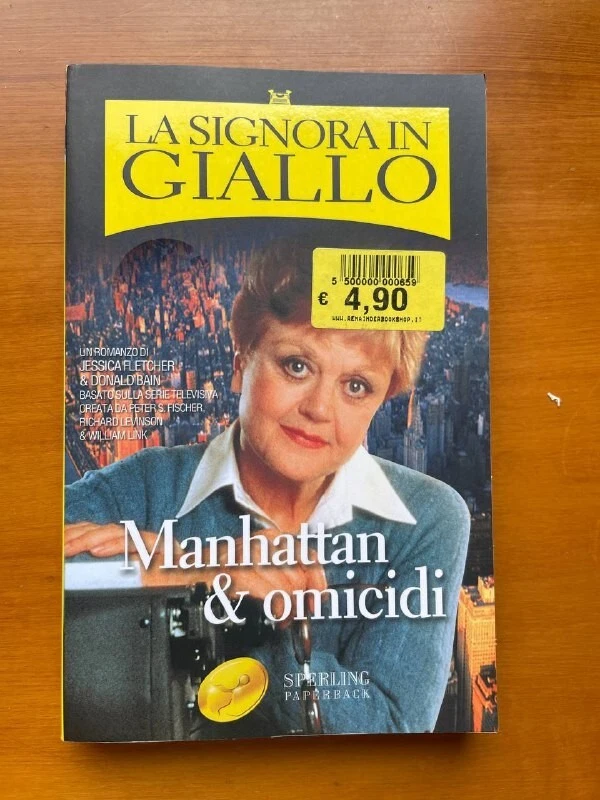 LA SIGNORA IN
GIALLO
5 500000 000659
€ 4,90
WWW.REMAINDERBOOKSHOP.IT
UN ROMANZO DI
JESSICA FLETCHER
& DONALD BAIN
BASATO SULLA SERIE TELEVISIVA
CREATA DA PETER S. FISCHER,
RICHARD LEVINSON
& WILLIAM LINK
Manhattan
& omicidi
SPERLING
PAPERBACK